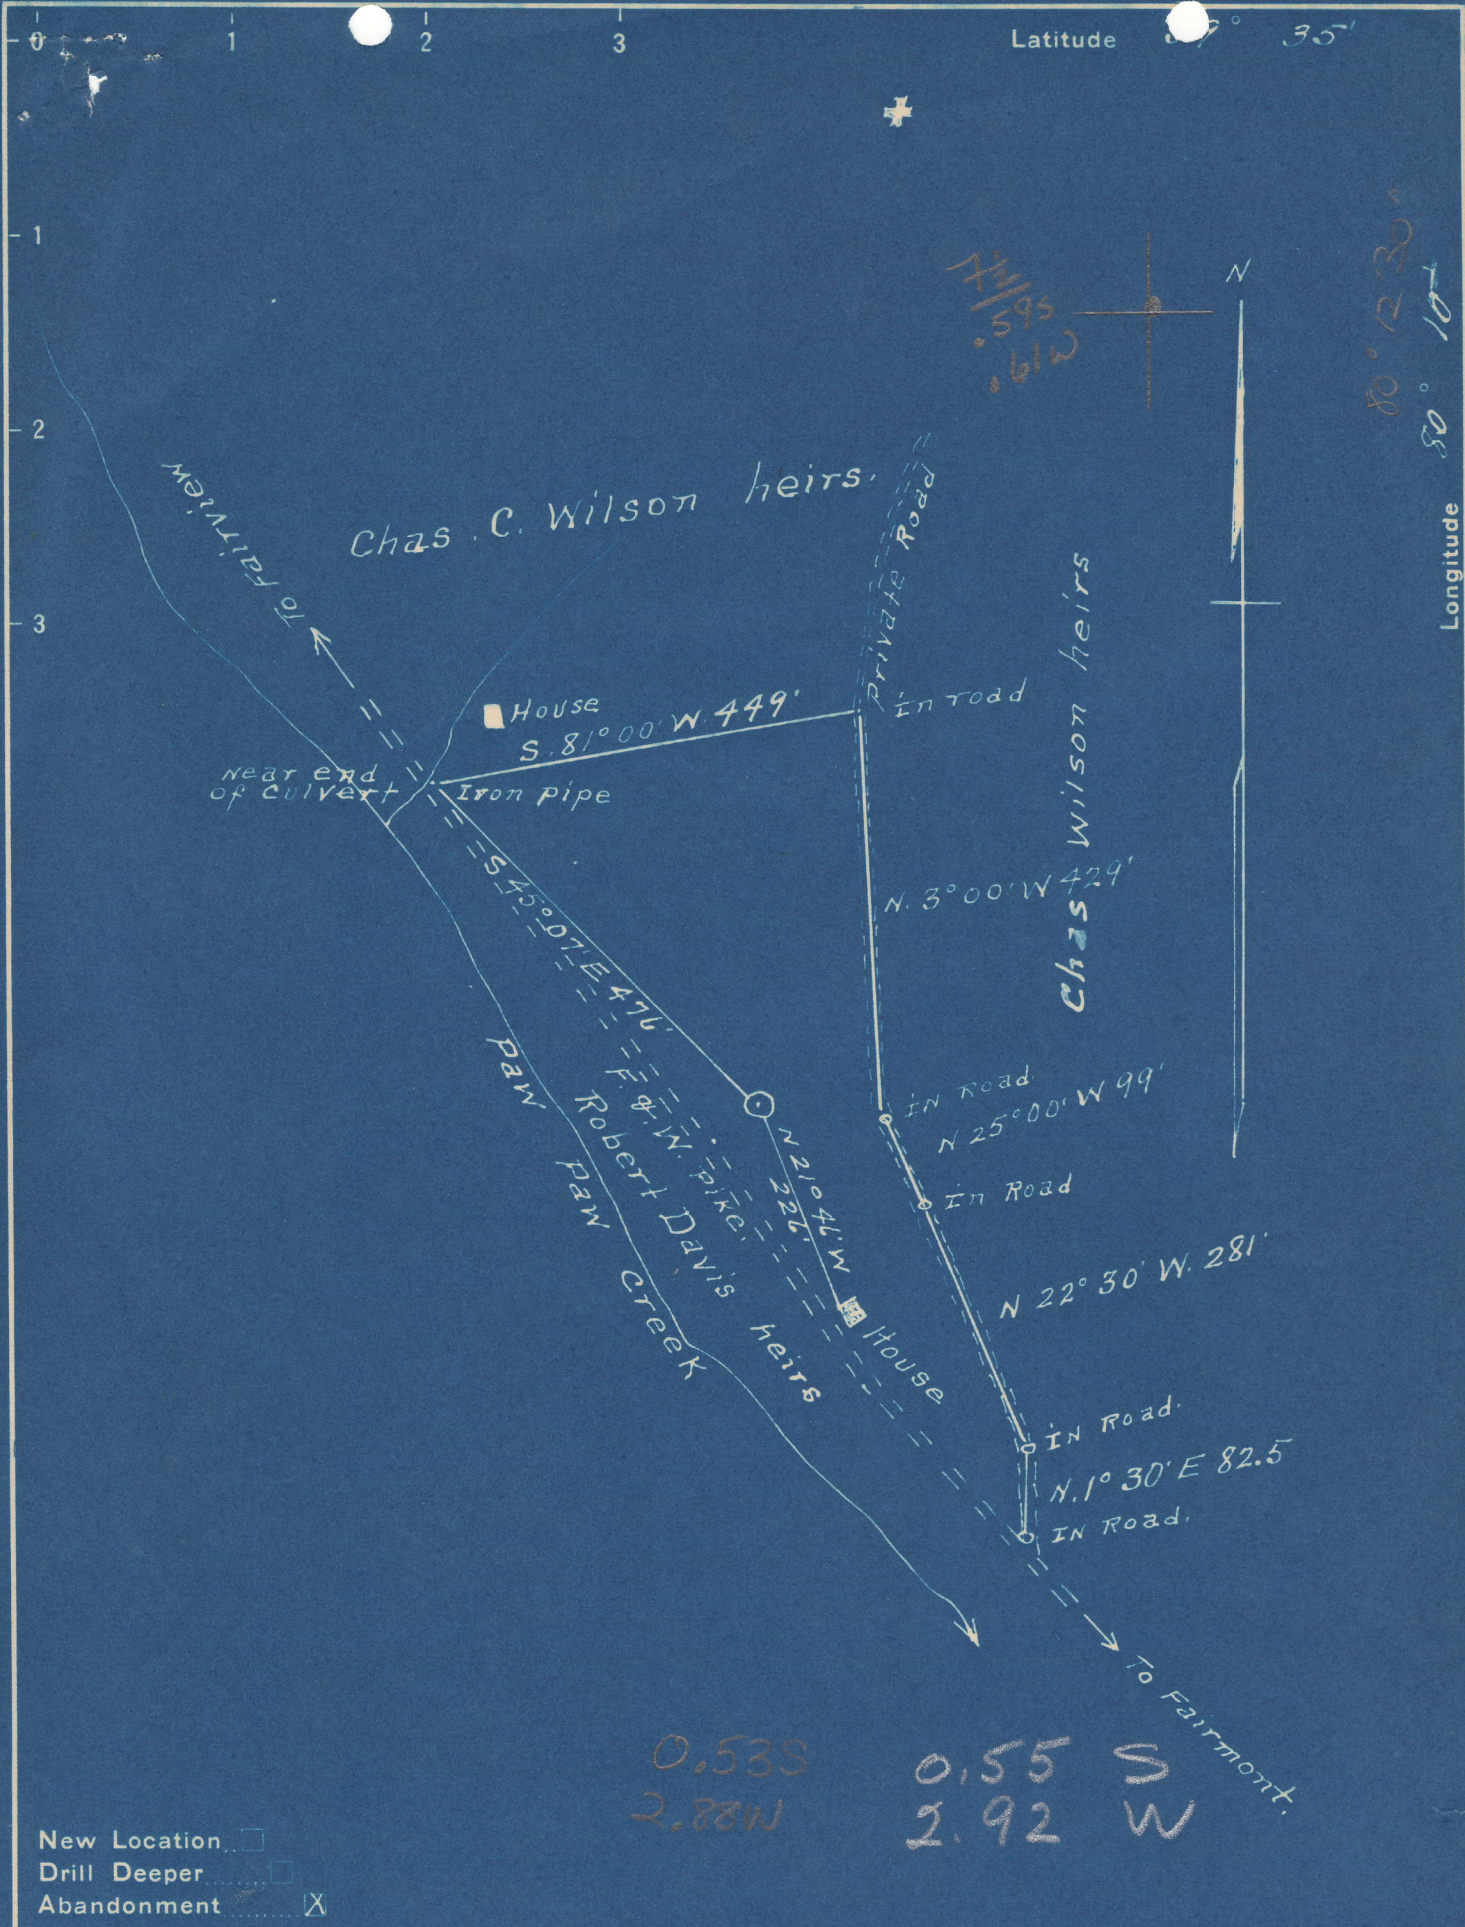 0 1 2 3
Latitude 35'
1
2
3
7½'
.59S
.61W
N
80° 12 30"
Longitude 80° 10'
To Fairview
Chas. C. Wilson heirs.
Private Road
Chas Wilson heirs
House
S. 81° 00' W. 449'
In road
Near end
of culvert
Iron pipe
S 45° 07' E 476'
N. 3° 00' W 429'
F. & W. Pike.
Robert Davis heirs
Paw Paw Creek
N 21° 46' W
226'
IN ROAD
N 25° 00' W 99'
In Road
N 22° 30' W. 281'
House
IN Road.
N. 1° 30' E 82.5
IN ROAD.
To Fairmont.
0.53S
2.88W
0.55 S
2.92 W
New Location
Drill Deeper
Abandonment X